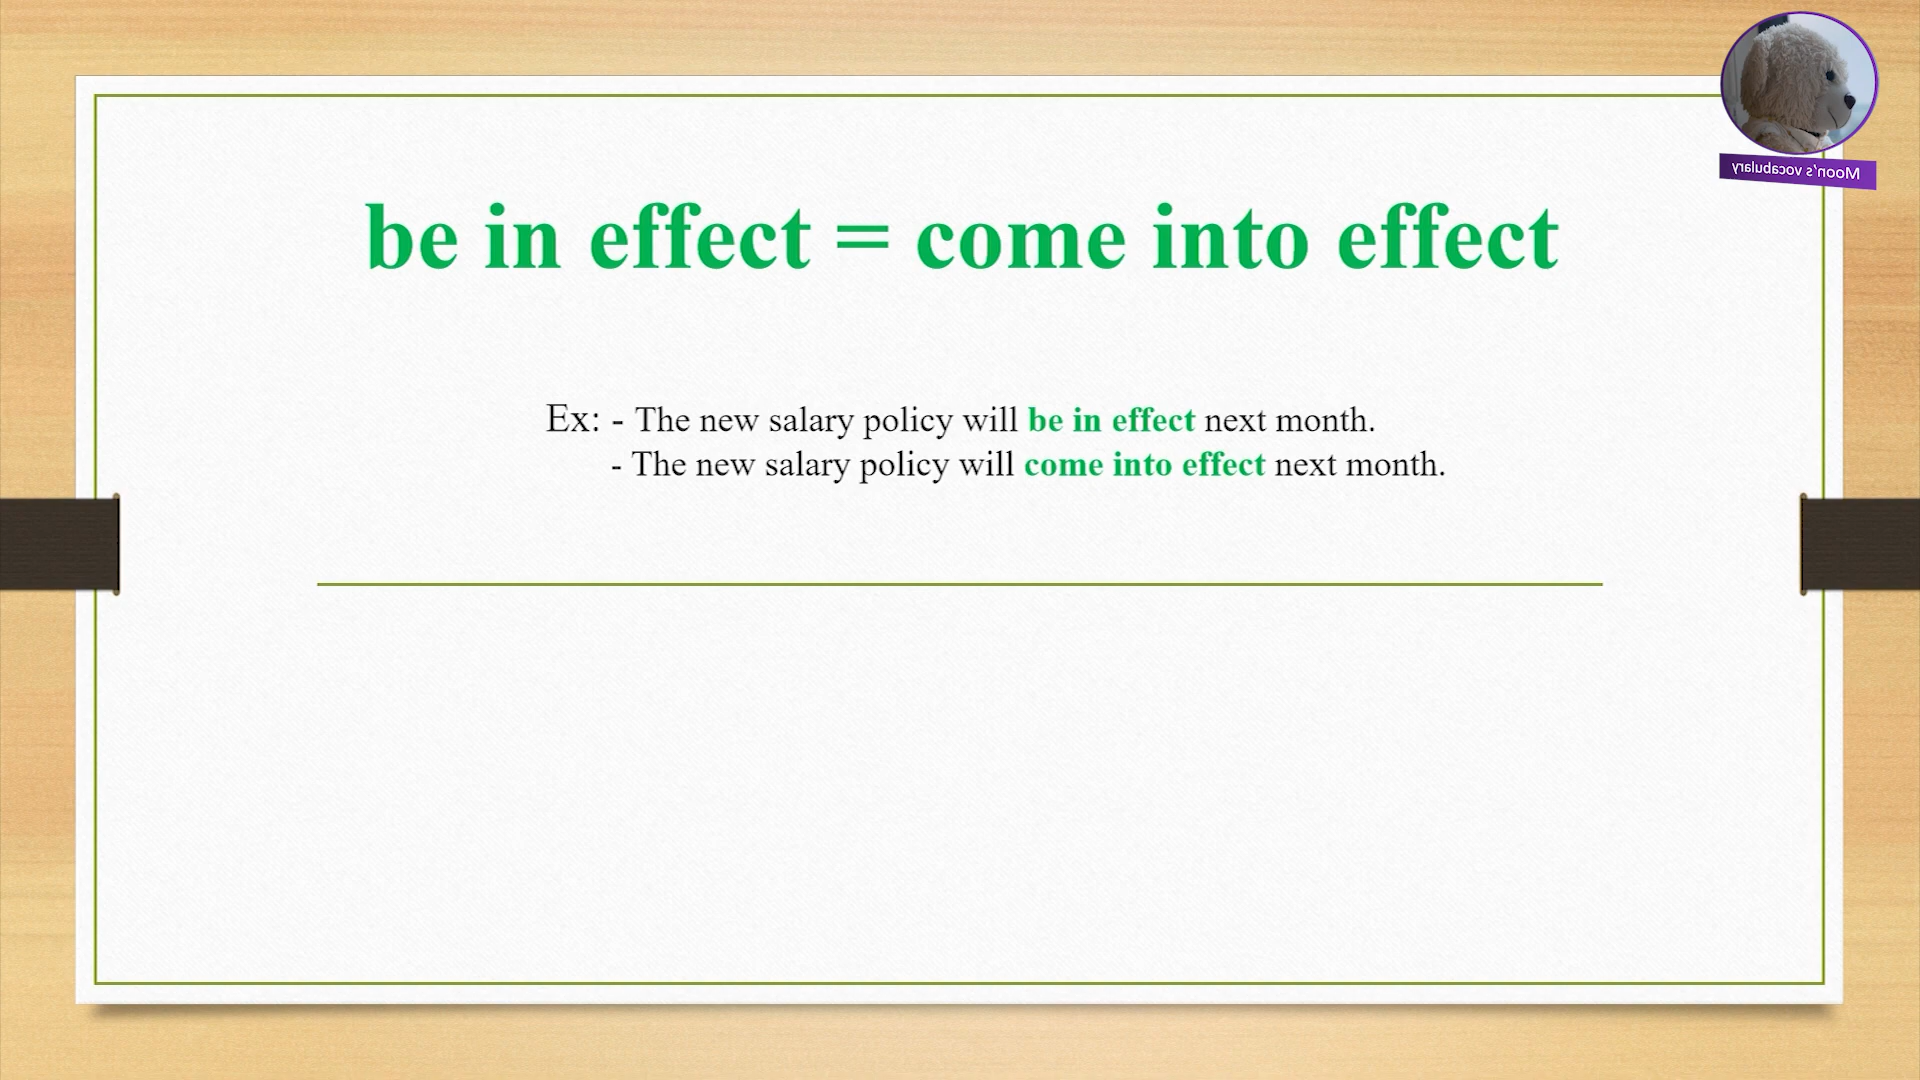 Moon's vocabulary
be in effect = come into effect
Ex: - The new salary policy will be in effect next month.
- The new salary policy will come into effect next month.